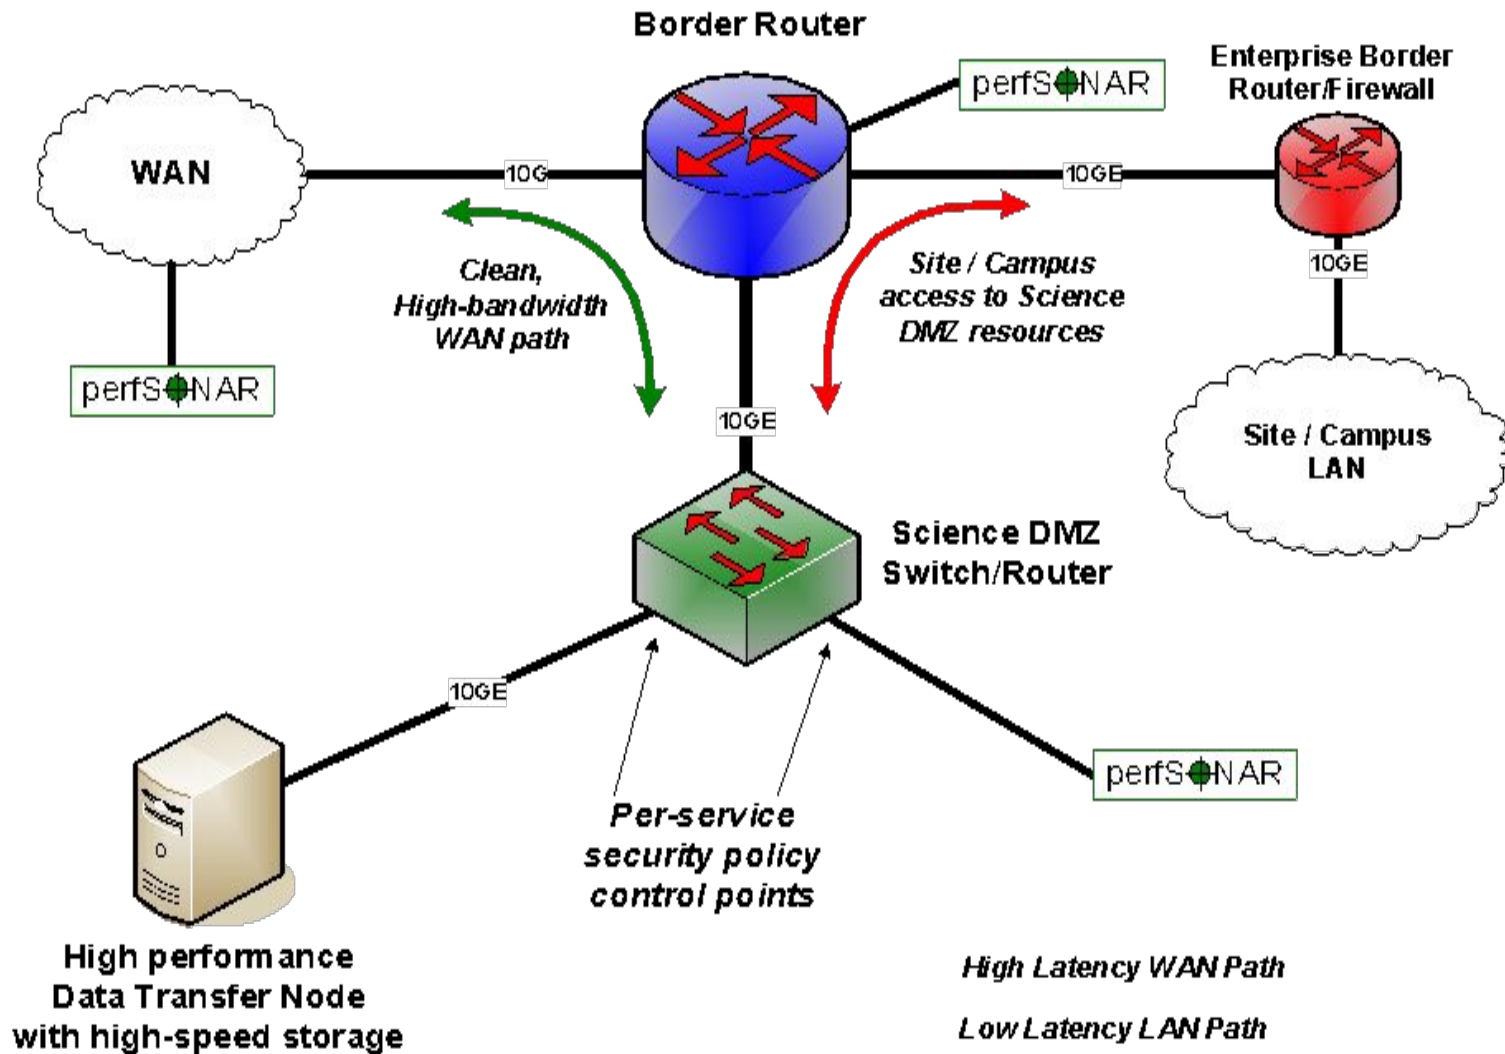 Border Router
Enterprise Border
Router/Firewall
perfSONAR
WAN
10G
10GE
10GE
Clean,
High-bandwidth
WAN path
Site / Campus
access to Science
DMZ resources
perfSONAR
10GE
Site / Campus
LAN
Science DMZ
Switch/Router
10GE
perfSONAR
Per-service
security policy
control points
High performance
Data Transfer Node
with high-speed storage
High Latency WAN Path
Low Latency LAN Path